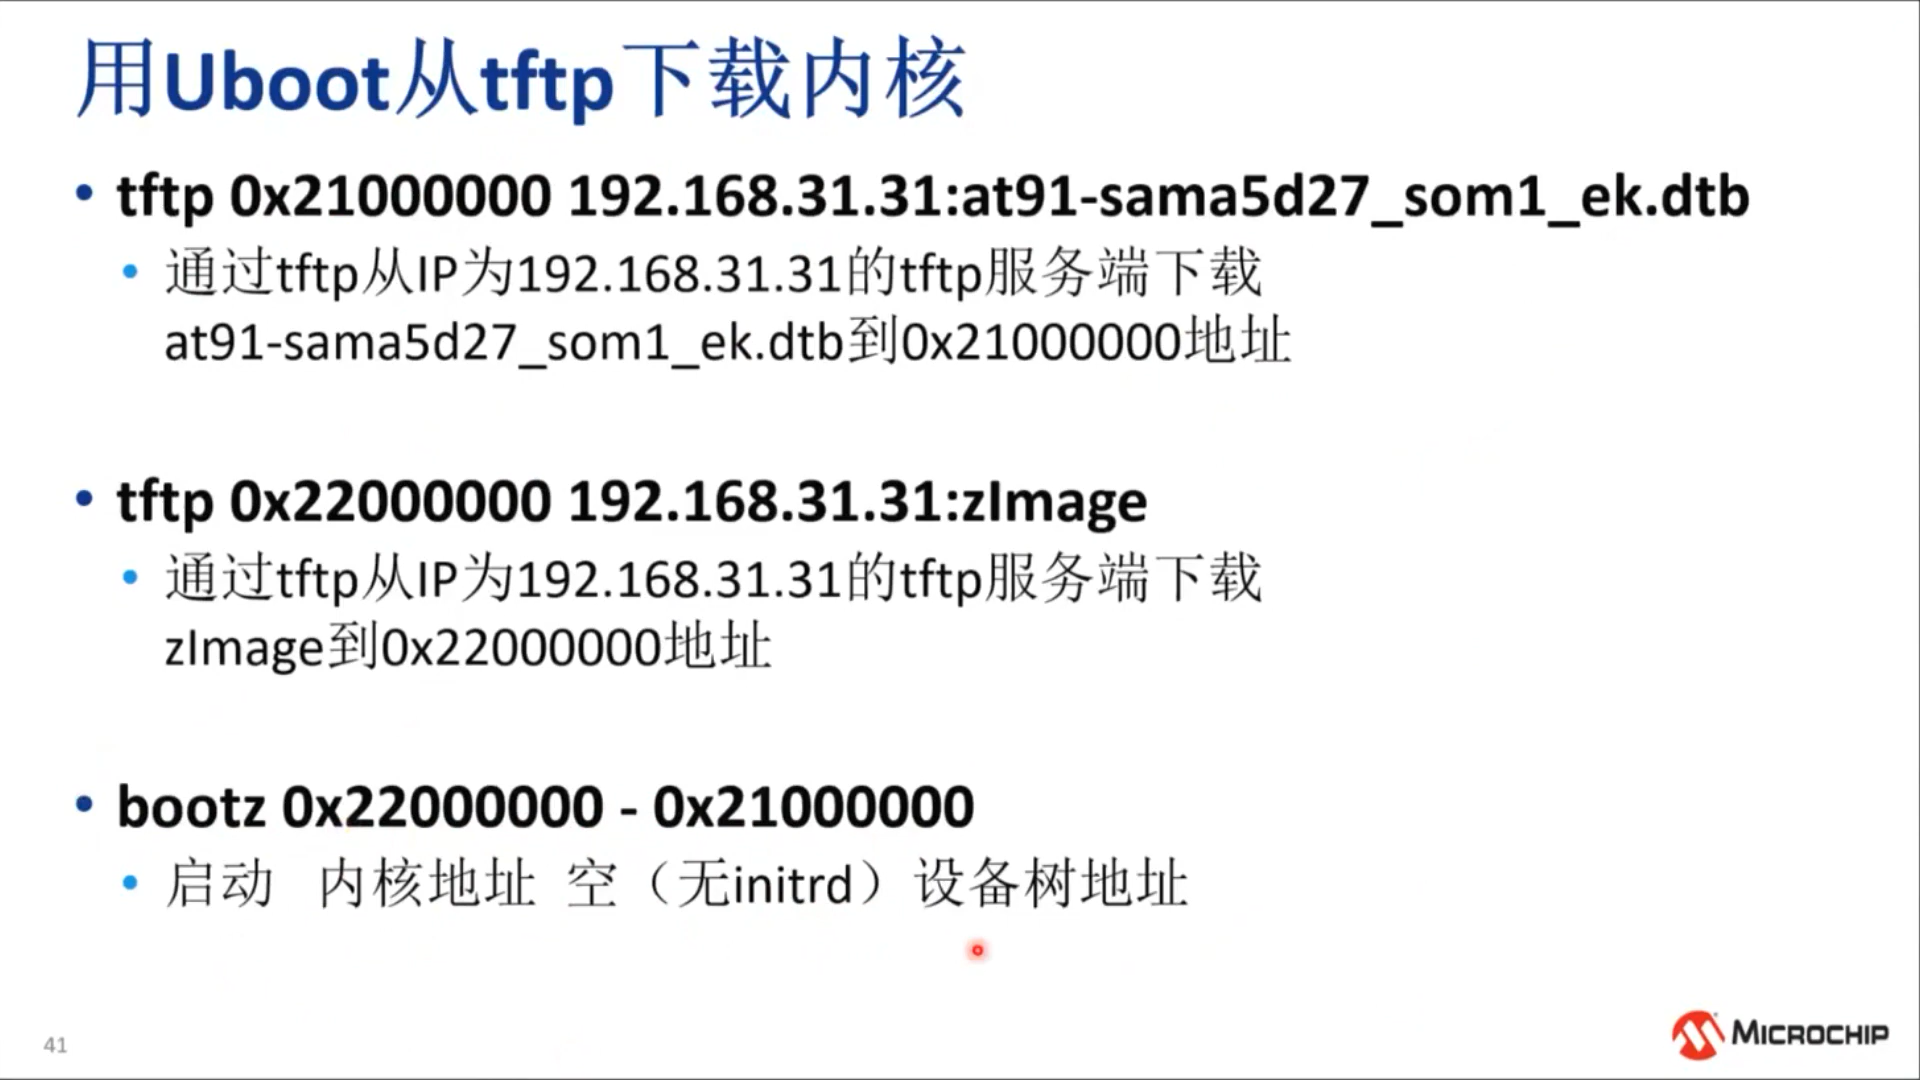 用Uboot从tftp下载内核
• tftp 0x21000000 192.168.31.31:at91-sama5d27_som1_ek.dtb
• 通过tftp从IP为192.168.31.31的tftp服务端下载
at91-sama5d27_som1_ek.dtb到0x21000000地址
• tftp 0x22000000 192.168.31.31:zImage
• 通过tftp从IP为192.168.31.31的tftp服务端下载
zImage到0x22000000地址
• bootz 0x22000000 - 0x21000000
• 启动 内核地址 空（无initrd）设备树地址
41
MICROCHIP